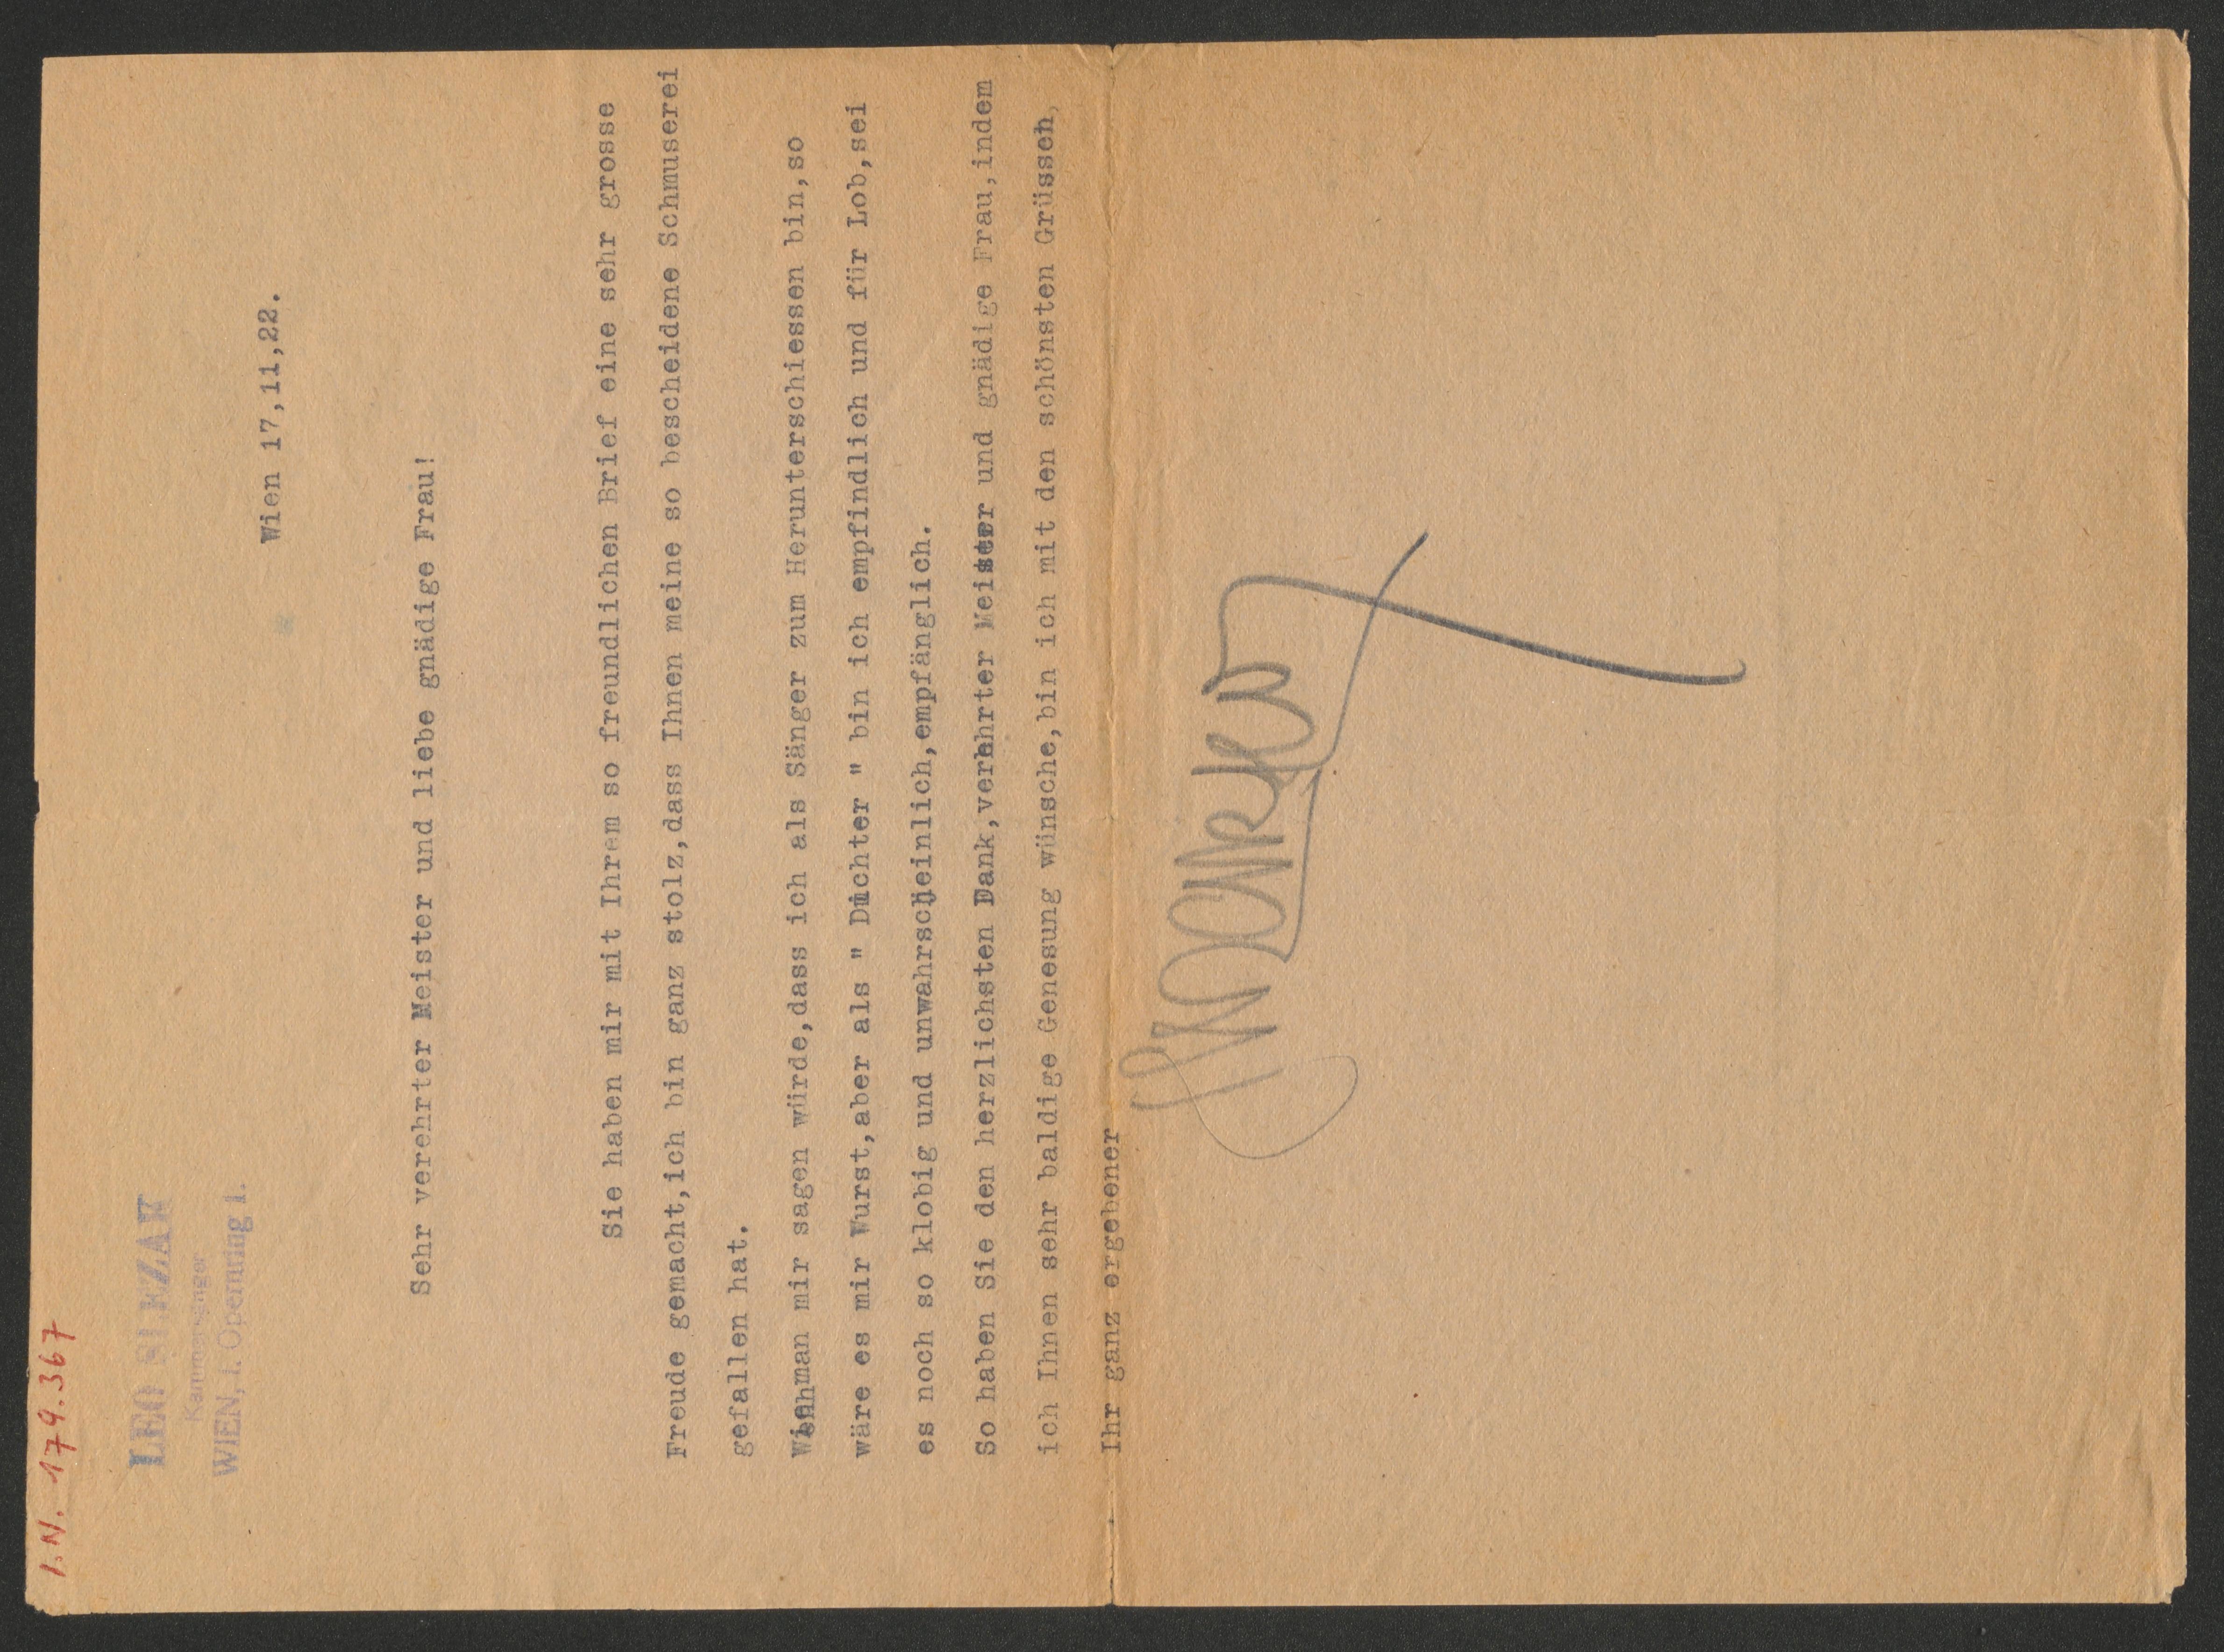 I.N. 179.367
LEO SLEZAK
Kammersänger
WIEN, I. Opernring 1.
Wien 17,11,22.
Sehr verehrter Meister und liebe gnädige Frau!
Sie haben mir mit Ihrem so freundlichen Brief eine sehr grosse
Freude gemacht,ich bin ganz stolz,dass Ihnen meine so bescheidene Schmuserei
gefallen hat.
Wenn man mir sagen würde,dass ich als Sänger zum Herunterschiessen bin,so
wäre es mir Wurst,aber als " Dichter " bin ich empfindlich und für Lob,sei
es noch so klobig und unwahrscheinlich,empfänglich.
So haben Sie den herzlichsten Dank,verehrter Meister und gnädige Frau,indem
ich Ihnen sehr baldige Genesung wünsche,bin ich mit den schönsten Grüssen,
Ihr ganz ergebener